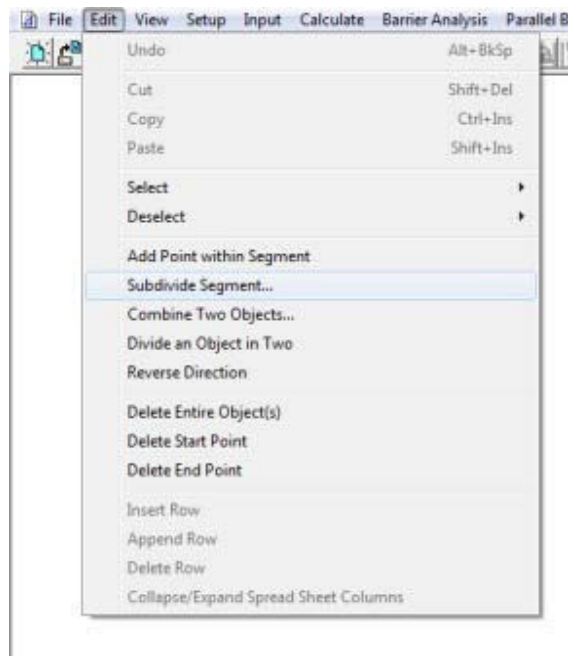 File Edit View Setup Input Calculate Barrier Analysis Parallel B
Undo Alt+BkSp
Cut Shift+Del
Copy Ctrl+Ins
Paste Shift+Ins
Select
Deselect
Add Point within Segment
Subdivide Segment...
Combine Two Objects...
Divide an Object in Two
Reverse Direction
Delete Entire Object(s)
Delete Start Point
Delete End Point
Insert Row
Append Row
Delete Row
Collapse/Expand Spread Sheet Columns